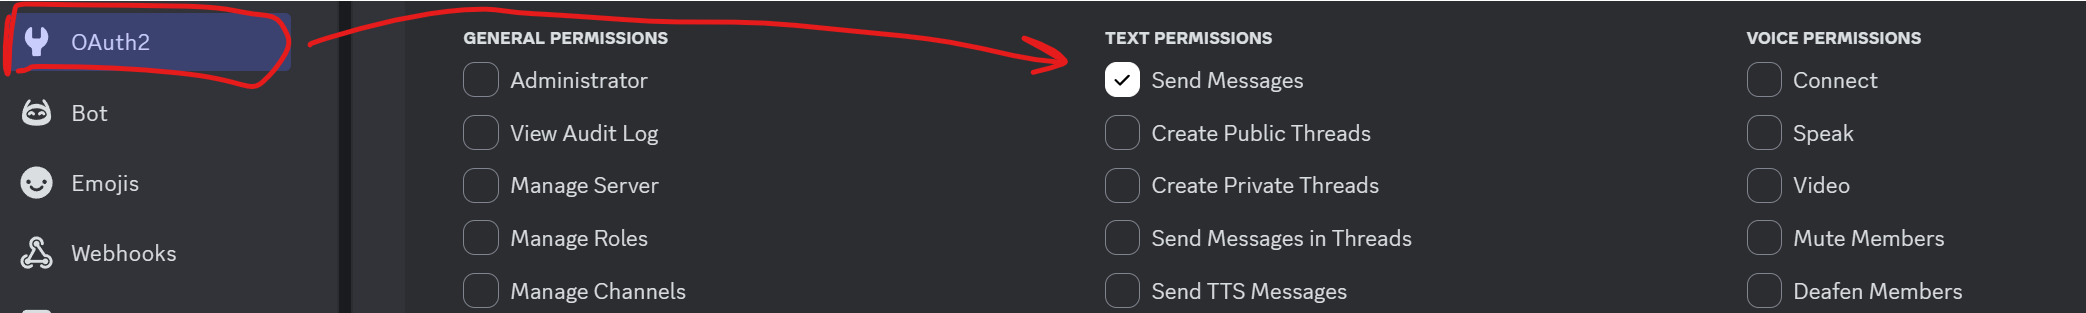 OAuth2
Bot
Emojis
Webhooks
GENERAL PERMISSIONS
Administrator
View Audit Log
Manage Server
Manage Roles
Manage Channels
TEXT PERMISSIONS
Send Messages
Create Public Threads
Create Private Threads
Send Messages in Threads
Send TTS Messages
VOICE PERMISSIONS
Connect
Speak
Video
Mute Members
Deafen Members